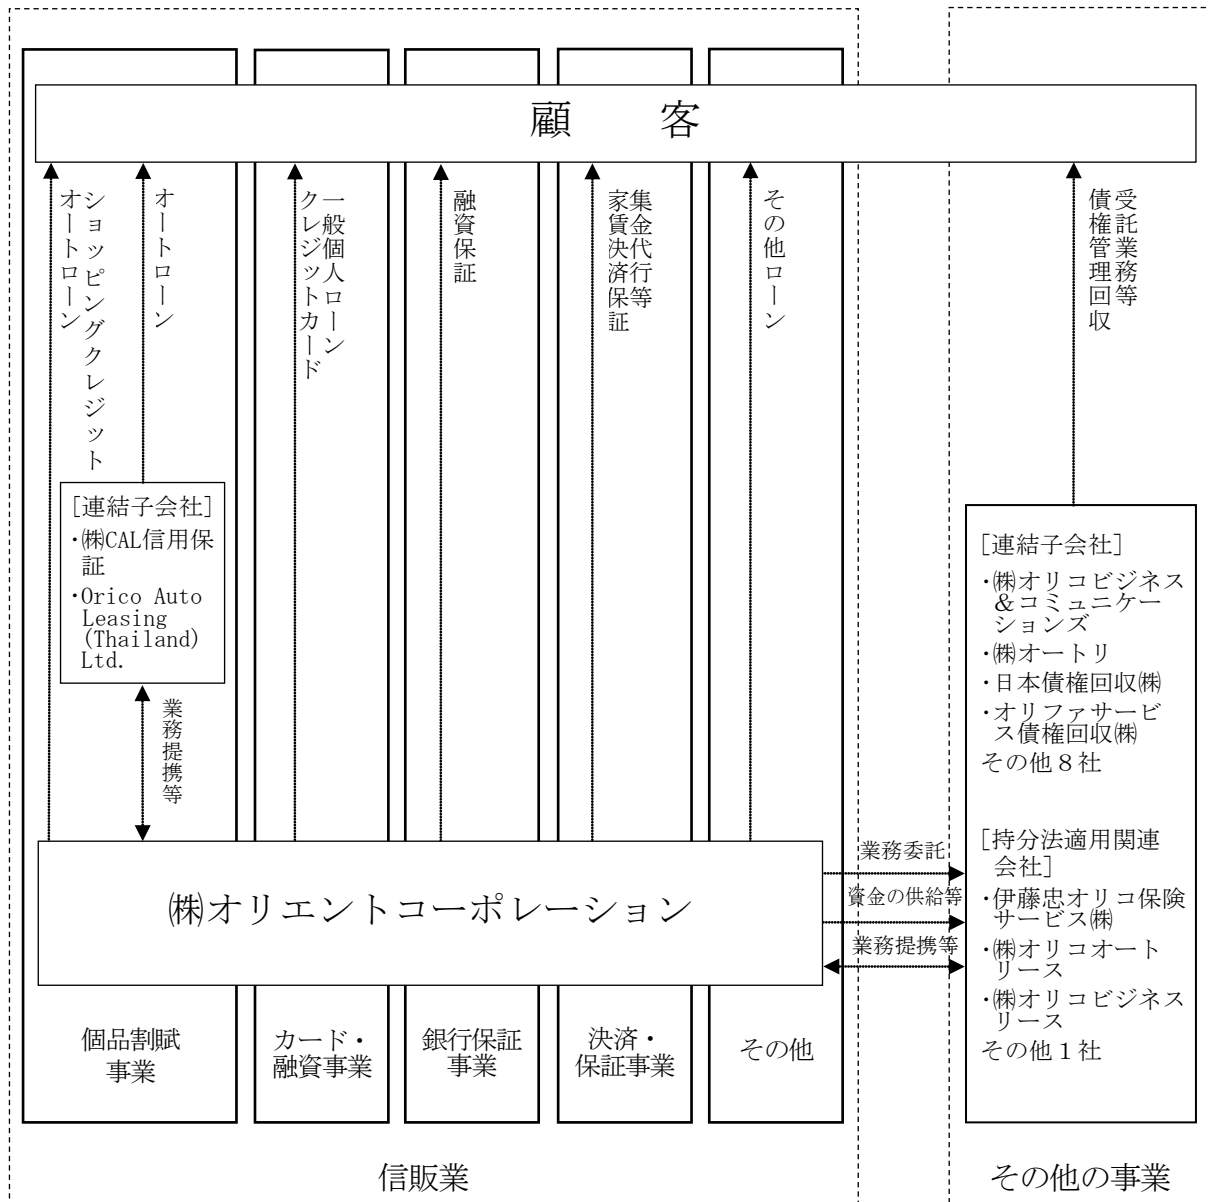 顧　　客
オートローン
ショッピングクレジット
オートローン
クレジットカード
一般個人ローン
融資保証
家賃決済保証
集金代行等
その他ローン
債権管理回収
受託業務等
[連結子会社]
・㈱CAL信用保
証
・Orico Auto
Leasing
(Thailand)
Ltd.
業務提携等
㈱オリエントコーポレーション
業務委託
資金の供給等
業務提携等
[連結子会社]
・㈱オリコビジネス
＆コミュニケー
ションズ
・㈱オートリ
・日本債権回収㈱
・オリファサービ
ス債権回収㈱
その他８社
[持分法適用関連
会社]
・伊藤忠オリコ保険
サービス㈱
・㈱オリコオート
リース
・㈱オリコビジネス
リース
その他１社
個品割賦
事業
カード・
融資事業
銀行保証
事業
決済・
保証事業
その他
信販業
その他の事業